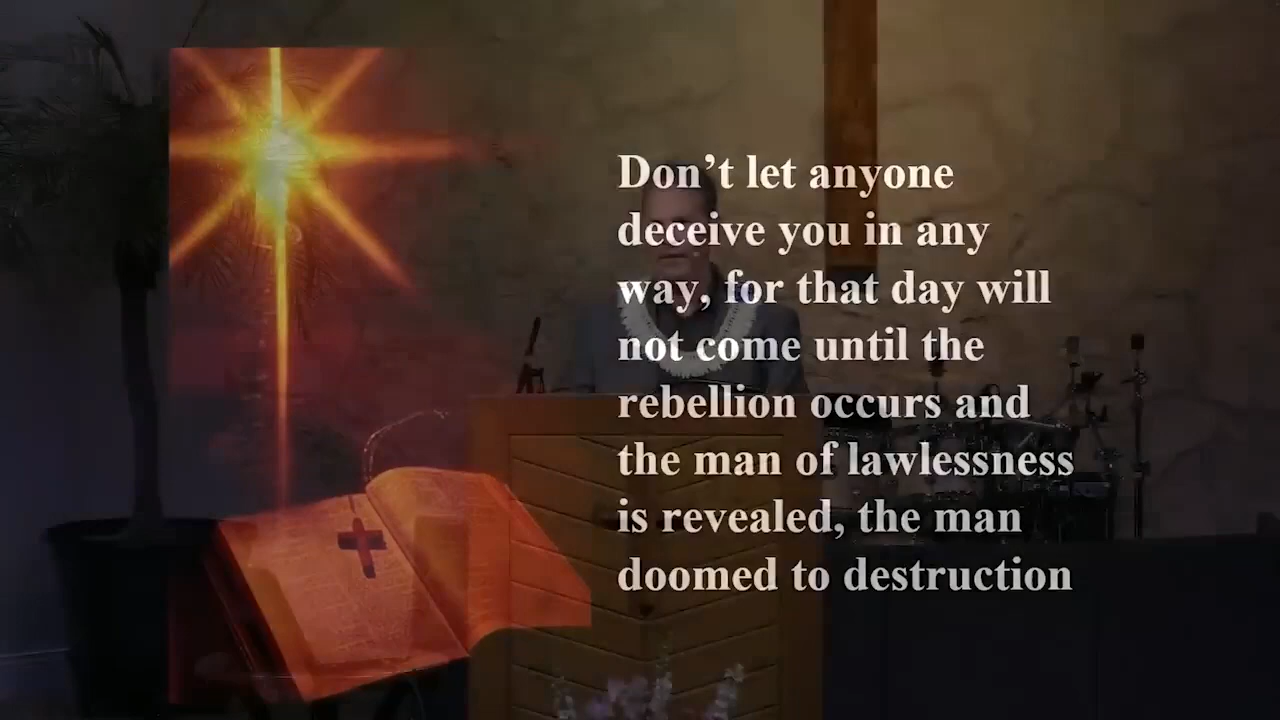 Don’t let anyone
deceive you in any
way, for that day will
not come until the
rebellion occurs and
the man of lawlessness
is revealed, the man
doomed to destruction